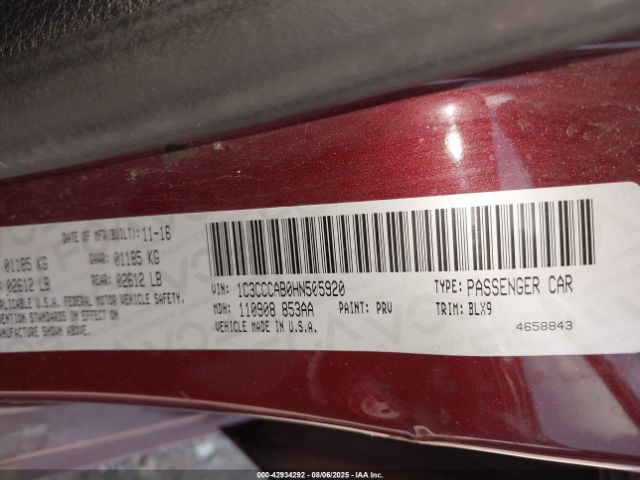 DATE OF MFR(BUILT): 11-16
01185 KG GAWR: 01185 KG
02612 LB REAR: 02612 LB
U.S.A. FEDERAL MOTOR VEHICLE SAFETY,
STANDARDS IN EFFECT ON
SHOWN ABOVE.
VIN: 1C3CCCAB0HN505920 TYPE: PASSENGER CAR
MDH: 110908 853AA PAINT: PRV TRIM: BLX9
VEHICLE MADE IN U.S.A.
4658843
000-42934292 - 08/06/2025 - IAA Inc.